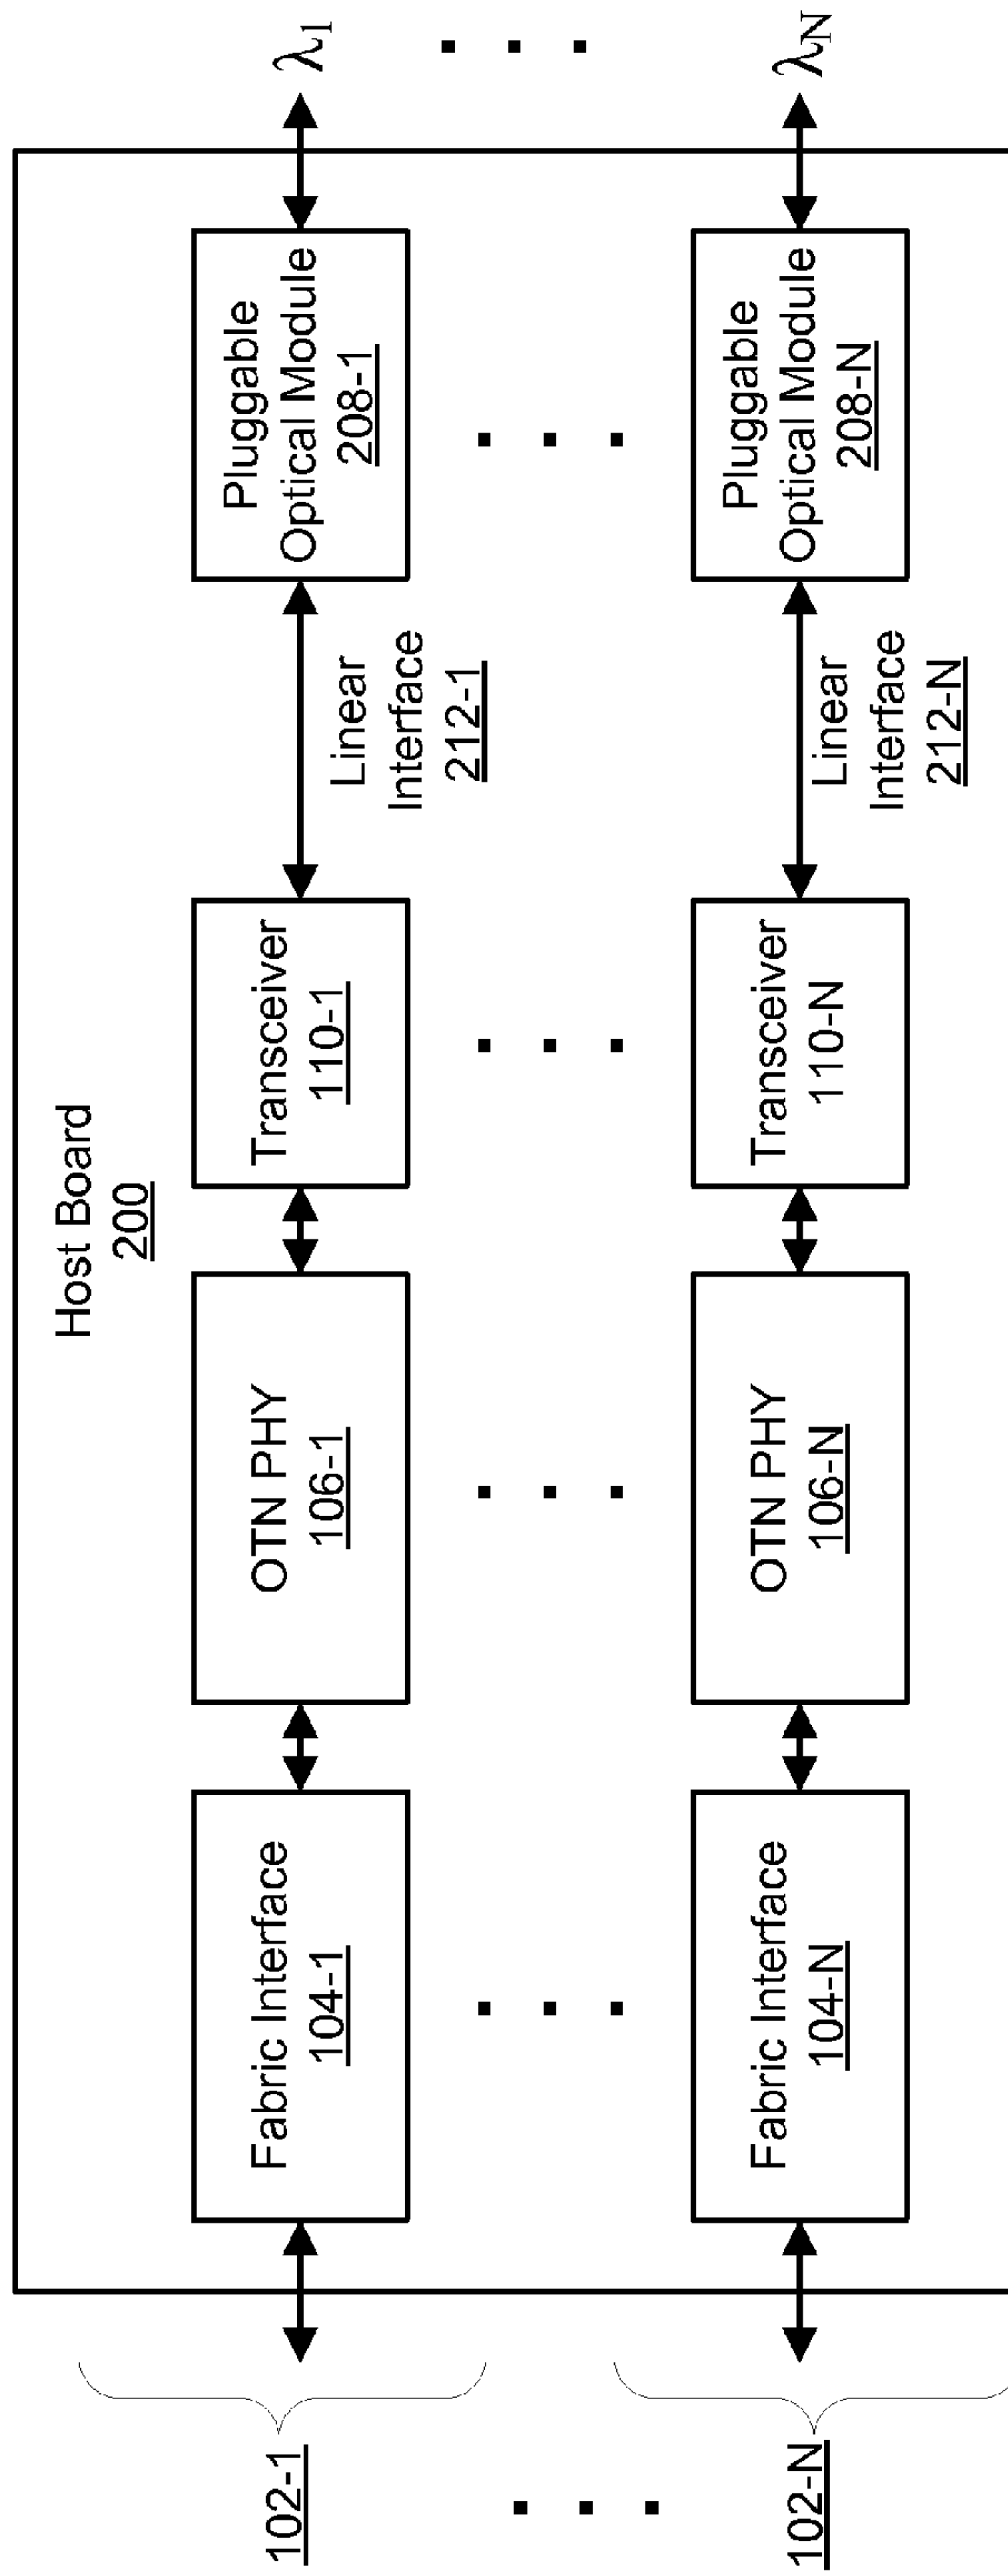 Host Board
200
102-1
Fabric Interface
104-1
OTN PHY
106-1
Transceiver
110-1
Linear
Interface
212-1
Pluggable
Optical Module
208-1
λ1
102-N
Fabric Interface
104-N
OTN PHY
106-N
Transceiver
110-N
Linear
Interface
212-N
Pluggable
Optical Module
208-N
λN